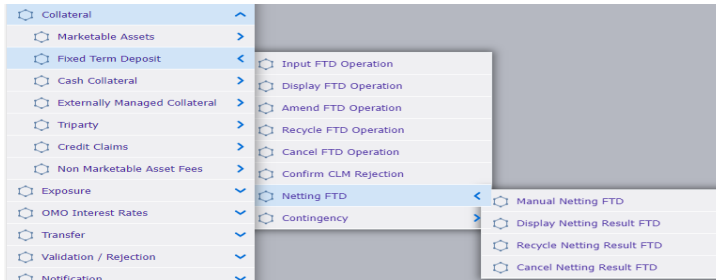 Collateral
Marketable Assets
Fixed Term Deposit
Cash Collateral
Externally Managed Collateral
Triparty
Credit Claims
Non Marketable Asset Fees
Exposure
OMO Interest Rates
Transfer
Validation / Rejection
Notification
Input FTD Operation
Display FTD Operation
Amend FTD Operation
Recycle FTD Operation
Cancel FTD Operation
Confirm CLM Rejection
Netting FTD
Contingency
Manual Netting FTD
Display Netting Result FTD
Recycle Netting Result FTD
Cancel Netting Result FTD